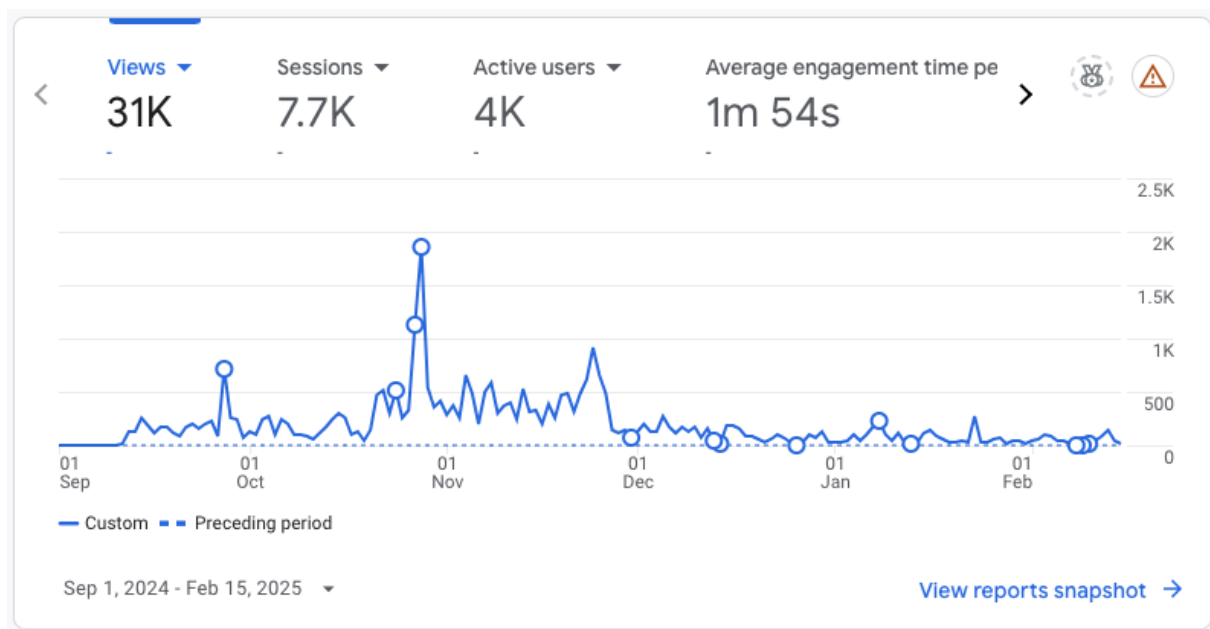 Views Sessions Active users Average engagement time pe
31K 7.7K 4K 1m 54s
- - - -
2.5K
2K
1.5K
1K
500
0
01 01 01 01 01 01
Sep Oct Nov Dec Jan Feb
Custom Preceding period
Sep 1, 2024 - Feb 15, 2025
View reports snapshot